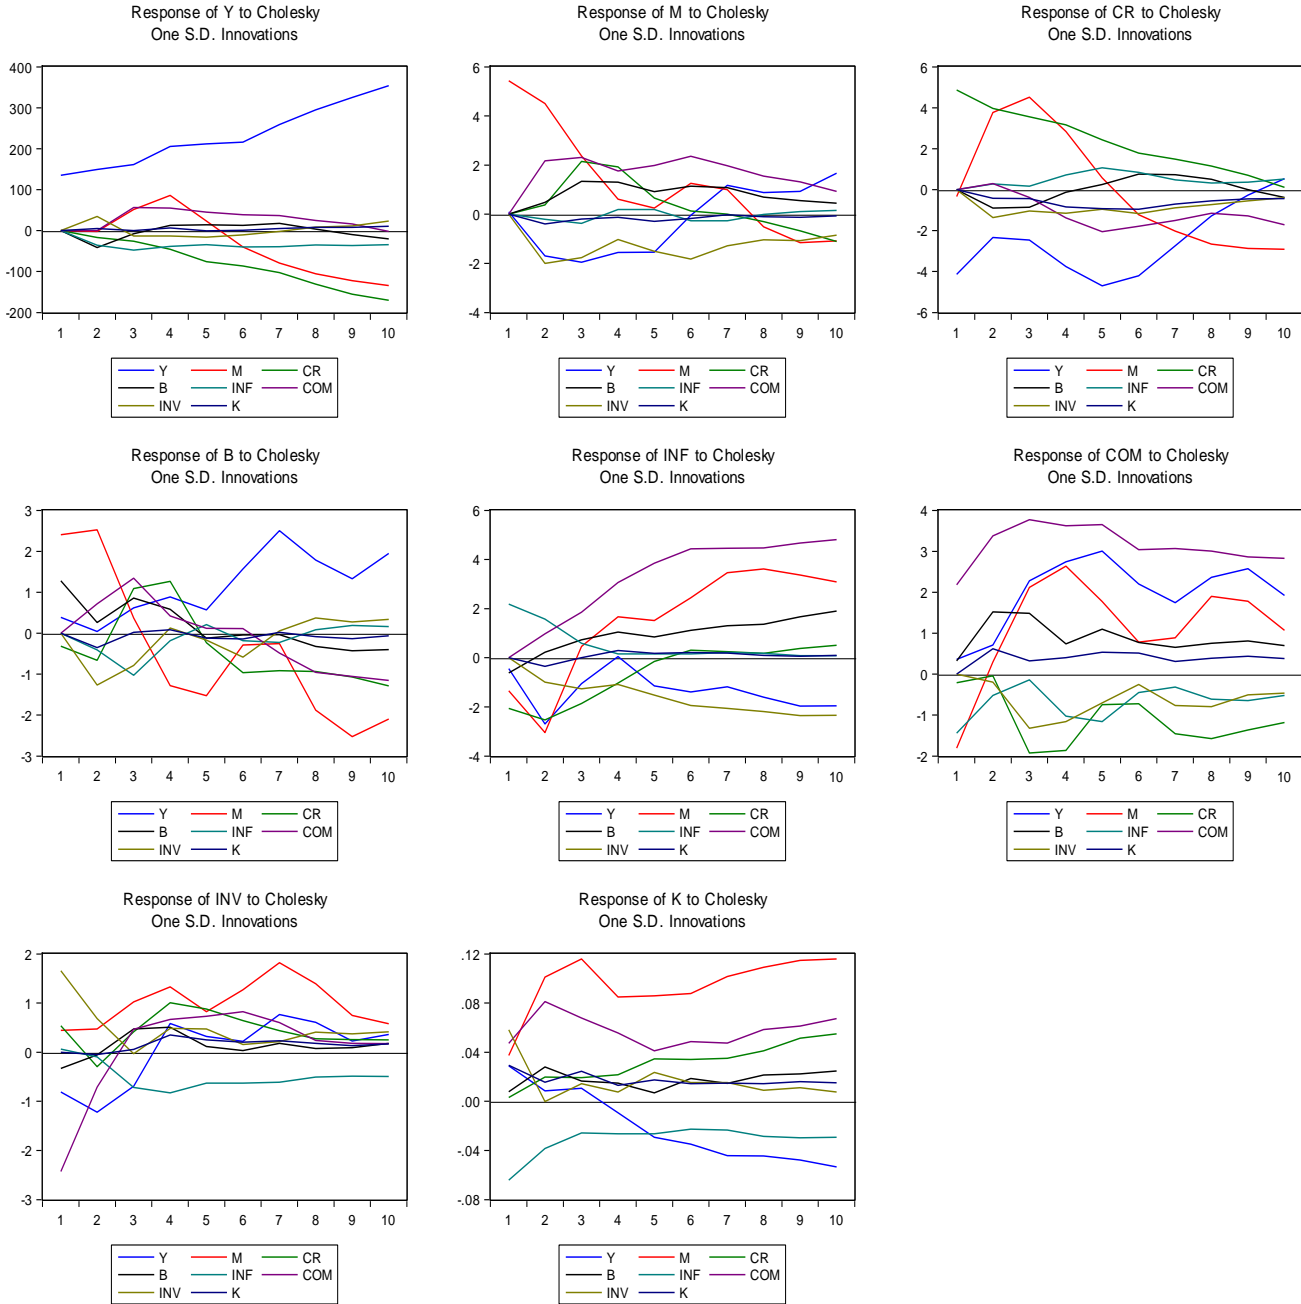 Response of Y to Cholesky
One S.D. Innovations
400
300
200
100
0
-100
-200
1 2 3 4 5 6 7 8 9 10
Y M CR
B INF COM
INV K
Response of M to Cholesky
One S.D. Innovations
6
4
2
0
-2
-4
1 2 3 4 5 6 7 8 9 10
Y M CR
B INF COM
INV K
Response of CR to Cholesky
One S.D. Innovations
6
4
2
0
-2
-4
-6
1 2 3 4 5 6 7 8 9 10
Y M CR
B INF COM
INV K
Response of B to Cholesky
One S.D. Innovations
3
2
1
0
-1
-2
-3
1 2 3 4 5 6 7 8 9 10
Y M CR
B INF COM
INV K
Response of INF to Cholesky
One S.D. Innovations
6
4
2
0
-2
-4
1 2 3 4 5 6 7 8 9 10
Y M CR
B INF COM
INV K
Response of COM to Cholesky
One S.D. Innovations
4
3
2
1
0
-1
-2
1 2 3 4 5 6 7 8 9 10
Y M CR
B INF COM
INV K
Response of INV to Cholesky
One S.D. Innovations
2
1
0
-1
-2
-3
1 2 3 4 5 6 7 8 9 10
Y M CR
B INF COM
INV K
Response of K to Cholesky
One S.D. Innovations
.12
.08
.04
.00
-.04
-.08
1 2 3 4 5 6 7 8 9 10
Y M CR
B INF COM
INV K